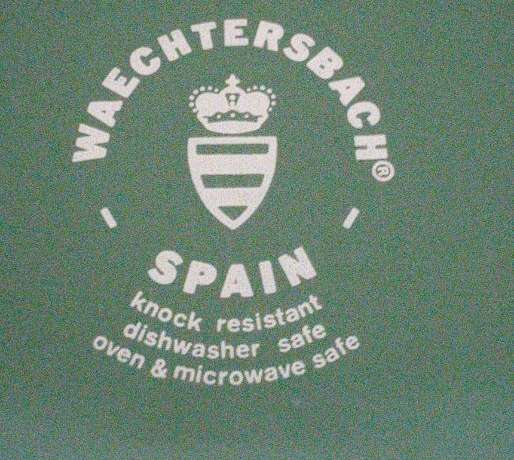 WAECHTERSBACH®
SPAIN
knock resistant
dishwasher safe
oven & microwave safe